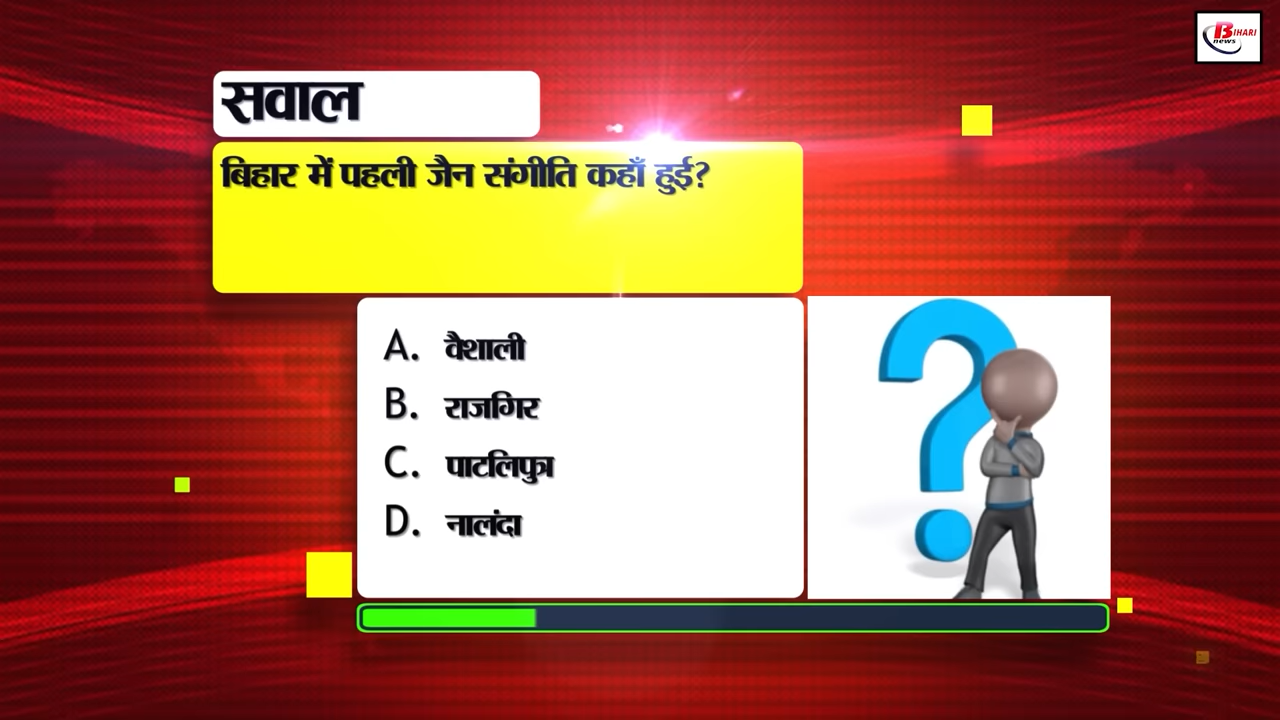 BIHARI
news
सवाल
बिहार में पहली जैन संगीति कहाँ हुई?
A. वैशाली
B. राजगिर
C. पाटलिपुत्र
D. नालंदा